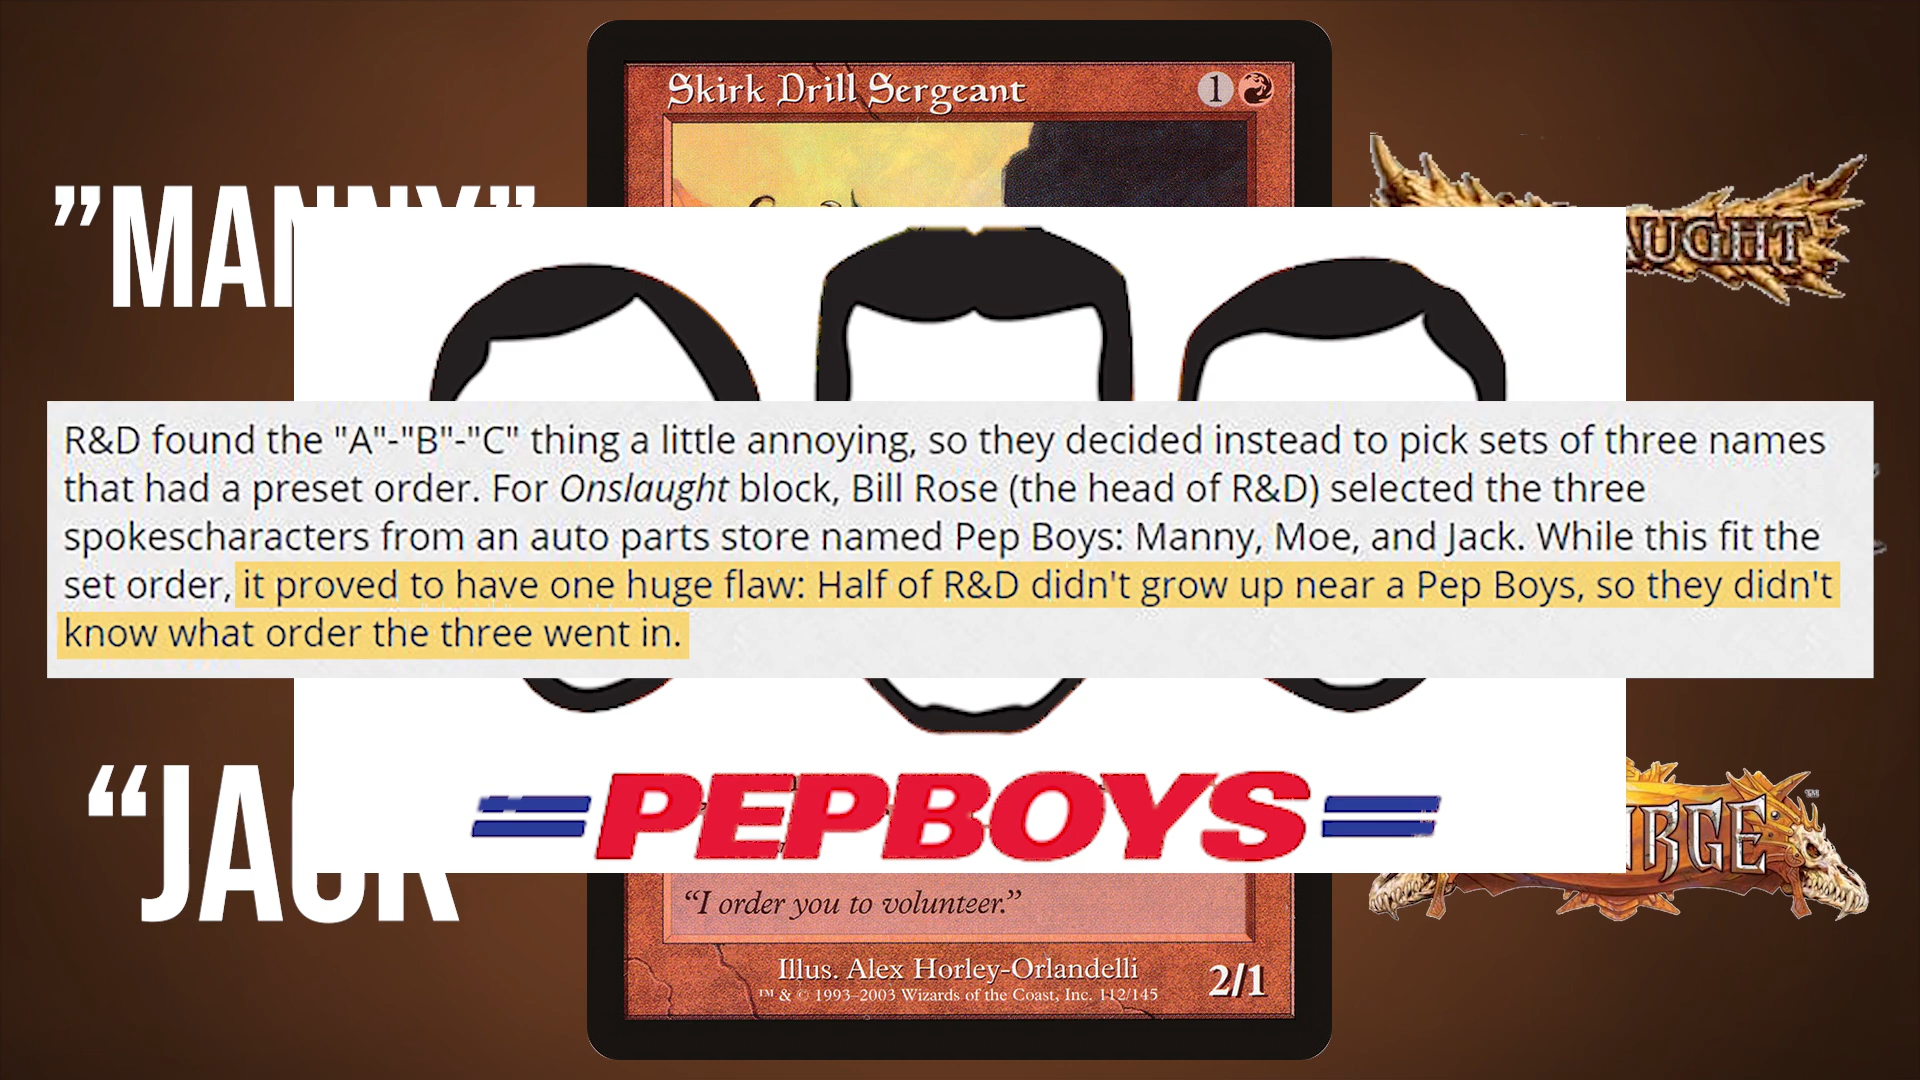 Skirk Drill Sergeant 1
"MANNY"
AUGHT
R&D found the "A"-"B"-"C" thing a little annoying, so they decided instead to pick sets of three names
that had a preset order. For Onslaught block, Bill Rose (the head of R&D) selected the three
spokescharacters from an auto parts store named Pep Boys: Manny, Moe, and Jack. While this fit the
set order, it proved to have one huge flaw: Half of R&D didn't grow up near a Pep Boys, so they didn't
know what order the three went in.
"JACK
PEPBOYS
RGE ™
"I order you to volunteer."
Illus. Alex Horley-Orlandelli
™ & © 1993-2003 Wizards of the Coast, Inc. 112/145
2/1